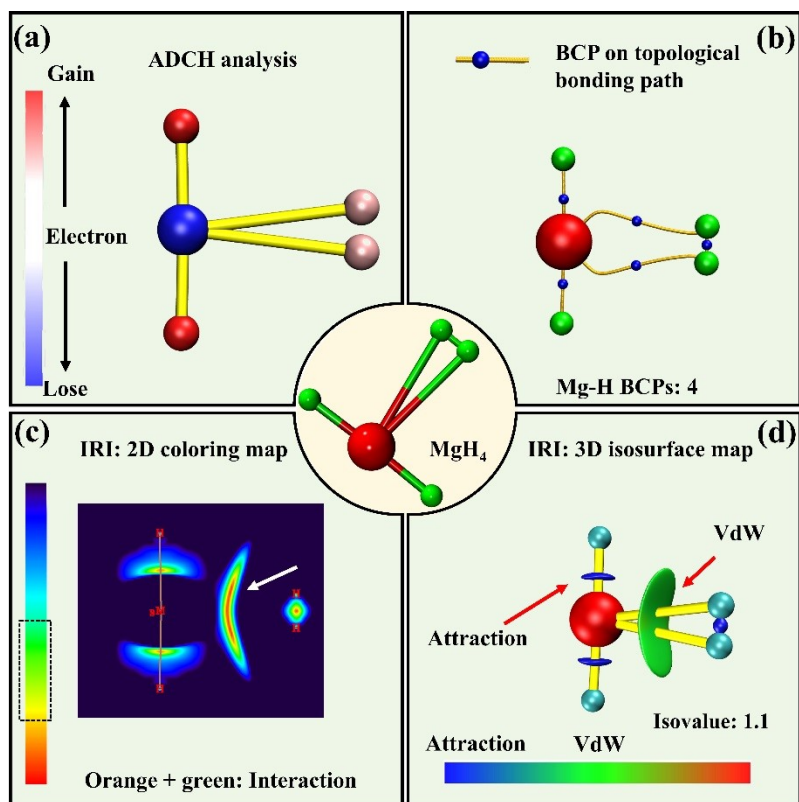 (a)
ADCH analysis
Gain
Electron
Lose
(b)
BCP on topological
bonding path
Mg-H BCPs: 4
MgH₄
(c)
IRI: 2D coloring map
H
H
H
H
Orange + green: Interaction
(d)
IRI: 3D isosurface map
VdW
Attraction
Isovalue: 1.1
Attraction
VdW